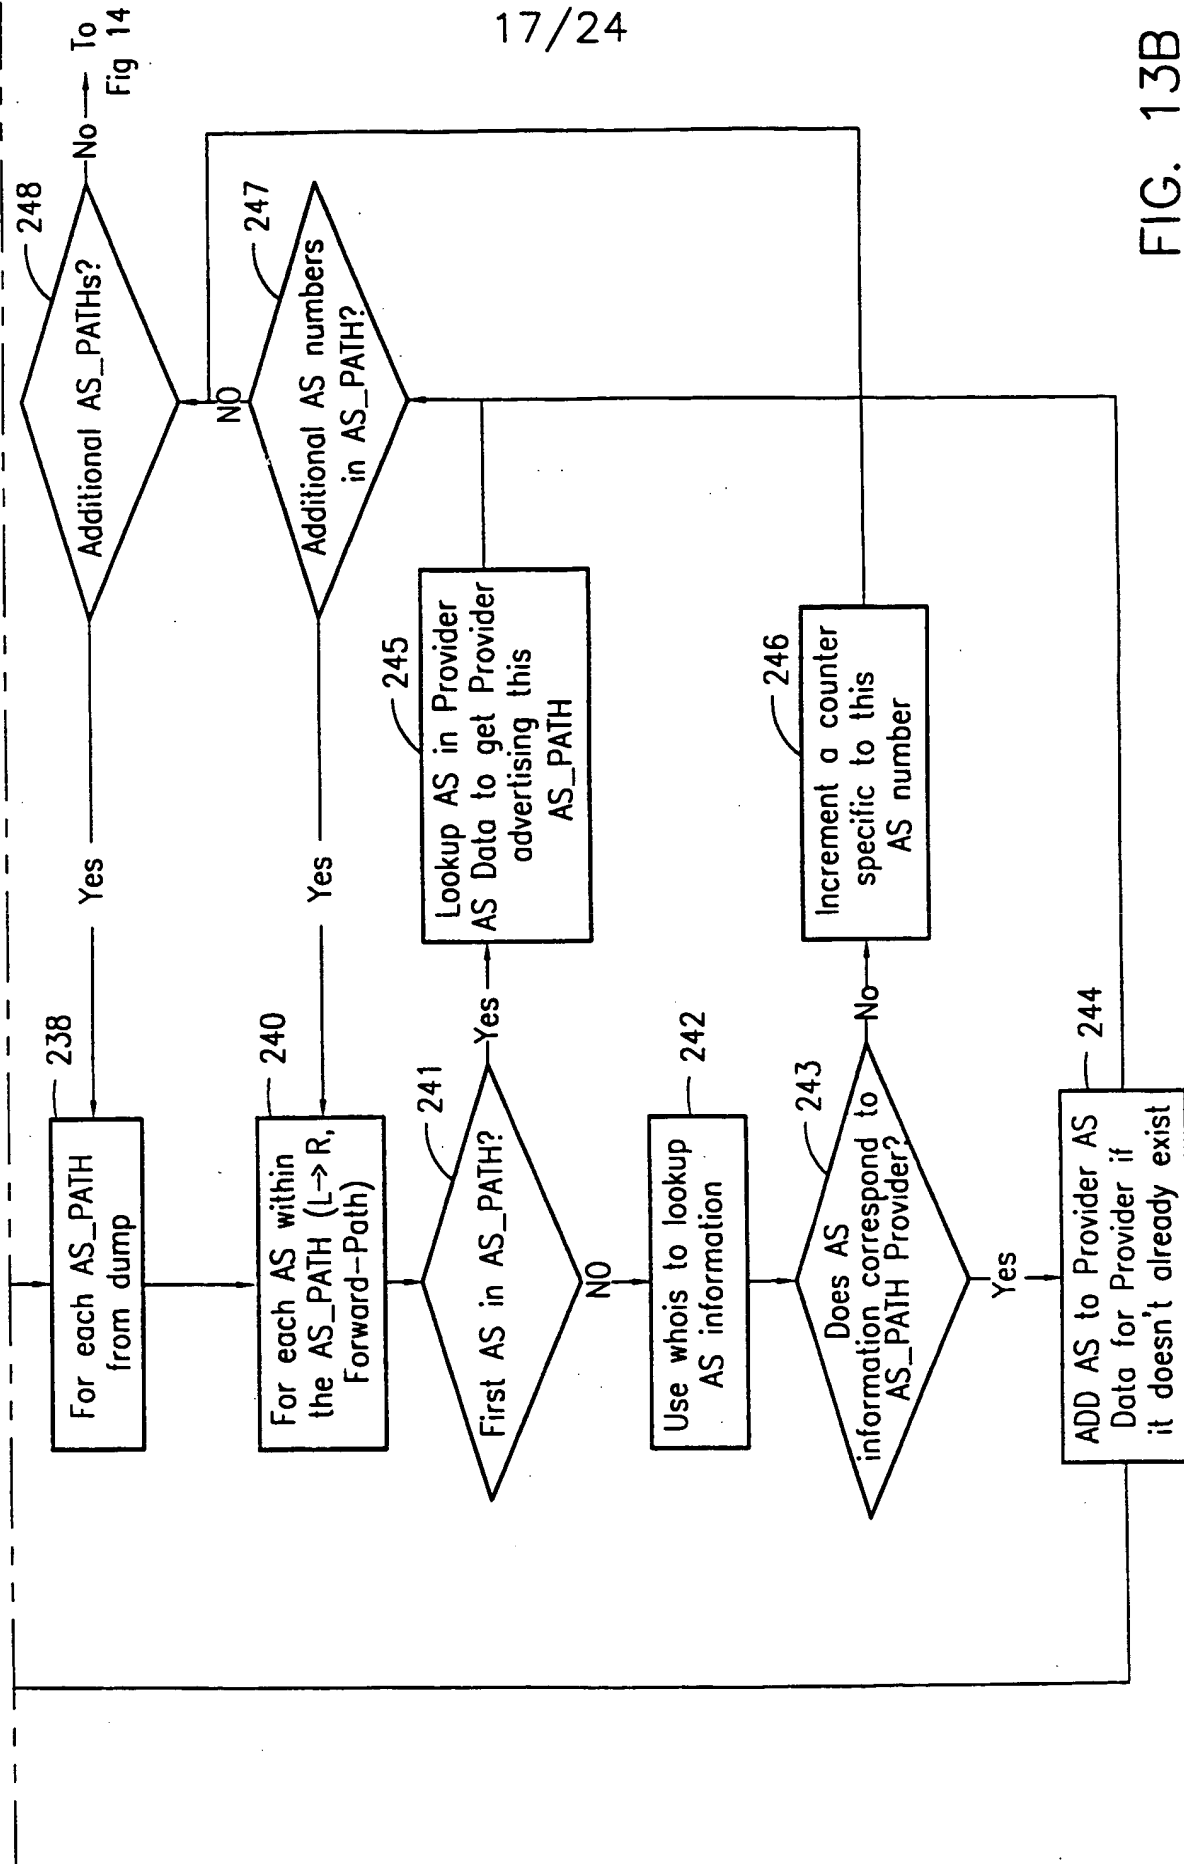 17/24
238
For each AS_PATH
from dump
Yes
248
Additional AS_PATHs?
No
To
Fig 14
240
For each AS within
the AS_PATH (L→R,
Forward-Path)
Yes
247
Additional AS numbers
in AS_PATH?
NO
241
First AS in AS_PATH?
Yes
245
Lookup AS in Provider
AS Data to get Provider
advertising this
AS_PATH
NO
242
Use whois to lookup
AS information
243
Does AS
information correspond to
AS_PATH Provider?
No
246
Increment a counter
specific to this
AS number
Yes
244
ADD AS to Provider AS
Data for Provider if
it doesn't already exist
FIG. 13B